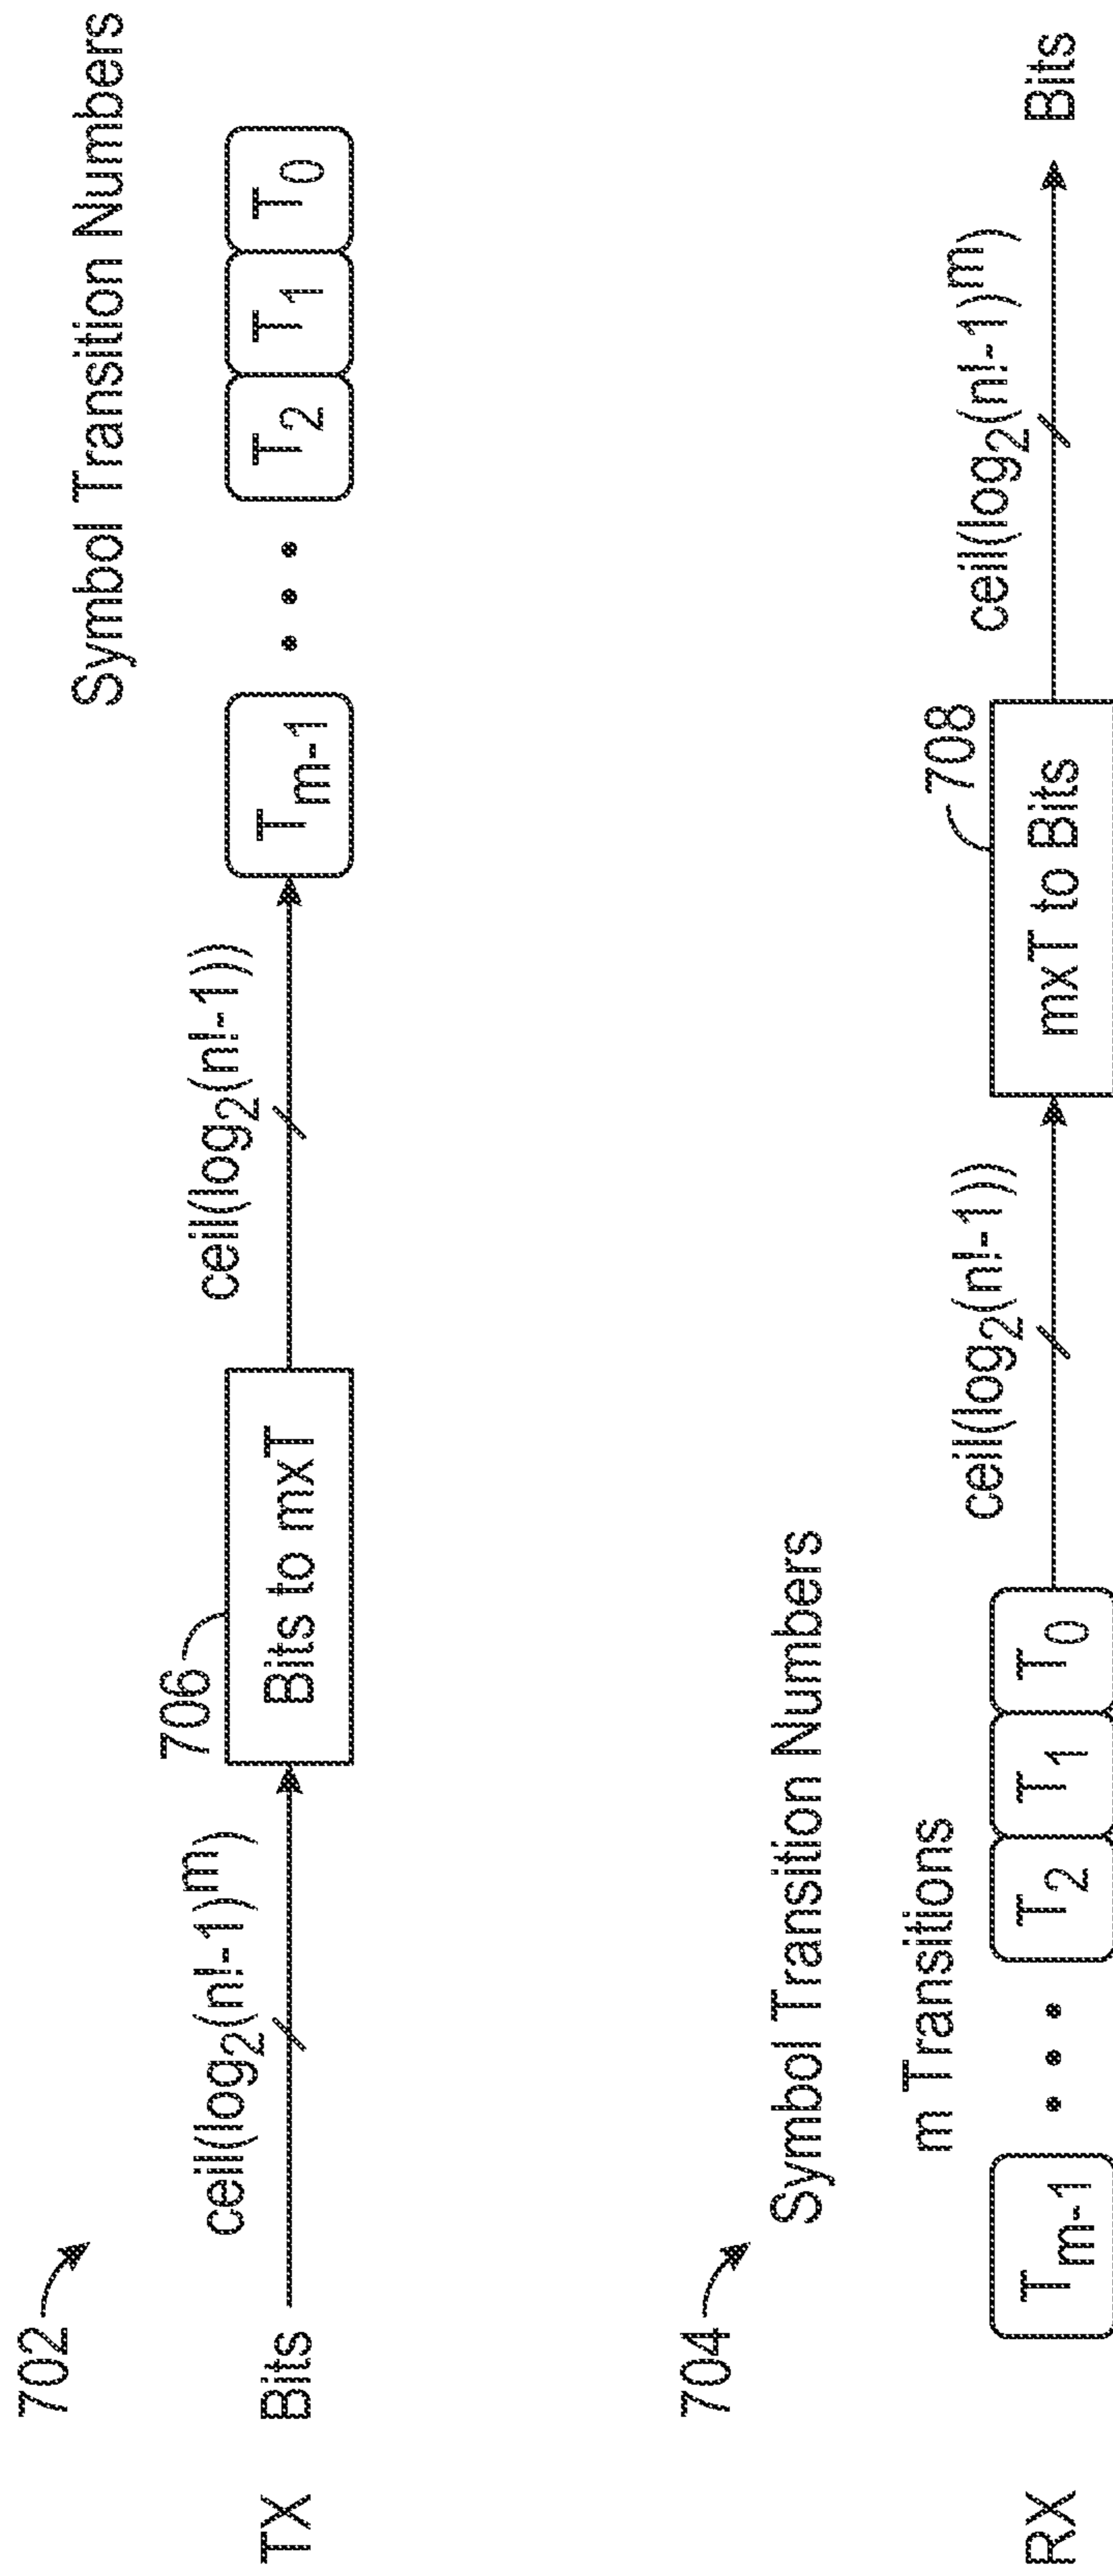 702
Symbol Transition Numbers
TX Bits
ceil(log2(n!-1)^m)
706
Bits to mxT
ceil(log2(n!-1))
Tm-1 • • • T2 T1 T0
704
Symbol Transition Numbers
m Transitions
RX
Tm-1 • • • T2 T1 T0
ceil(log2(n!-1))
708
mxT to Bits
ceil(log2(n!-1)^m)
Bits